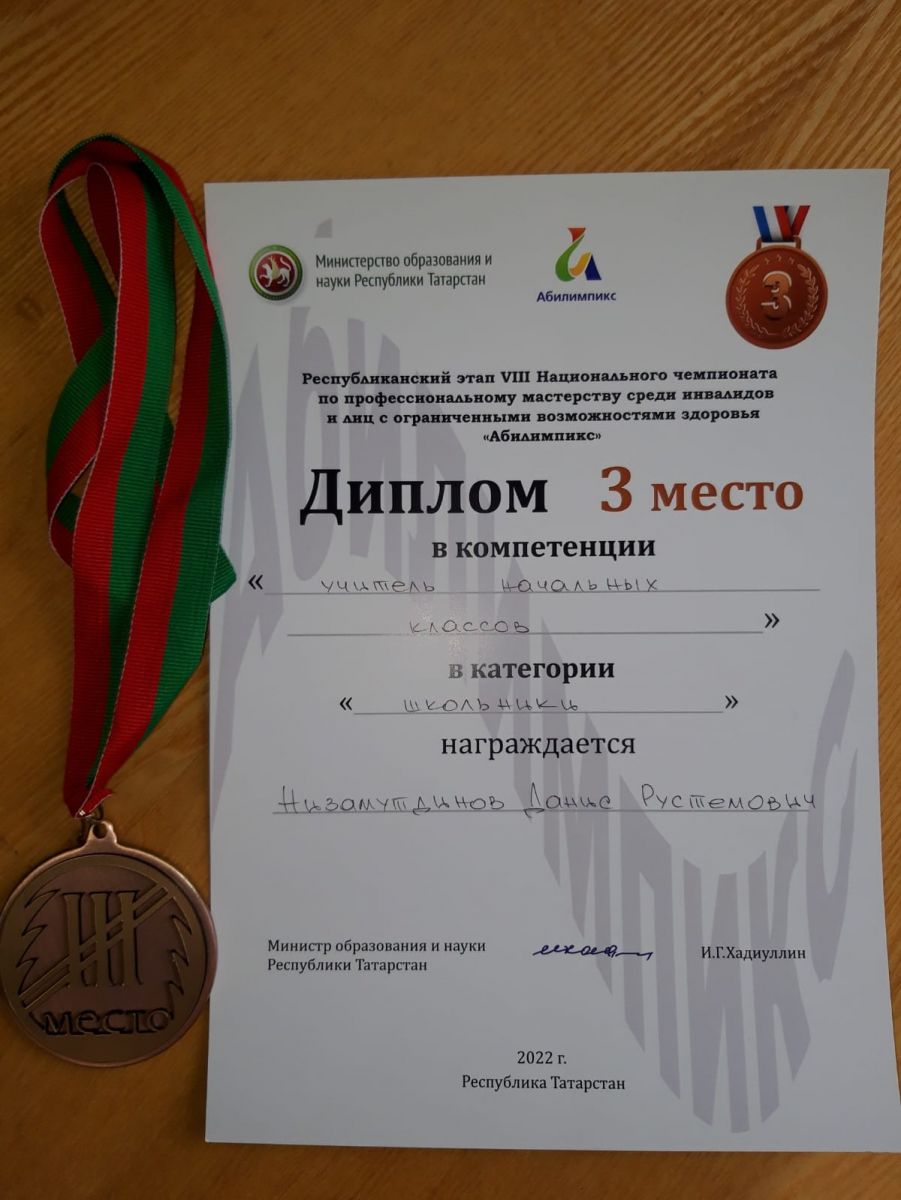 Министерство образования и
науки Республики Татарстан
Абилимпикс
3
Республиканский этап VIII Национального чемпионата
по профессиональному мастерству среди инвалидов
и лиц с ограниченными возможностями здоровья
«Абилимпикс»
Диплом 3 место
в компетенции
« учитель начальных
классов »
в категории
« школьники »
награждается
Низамутдинов Данис Рустемович
Министр образования и науки
Республики Татарстан
И.Г.Хадиуллин
2022 г.
Республика Татарстан
III
место
АБИЛИМПИКС